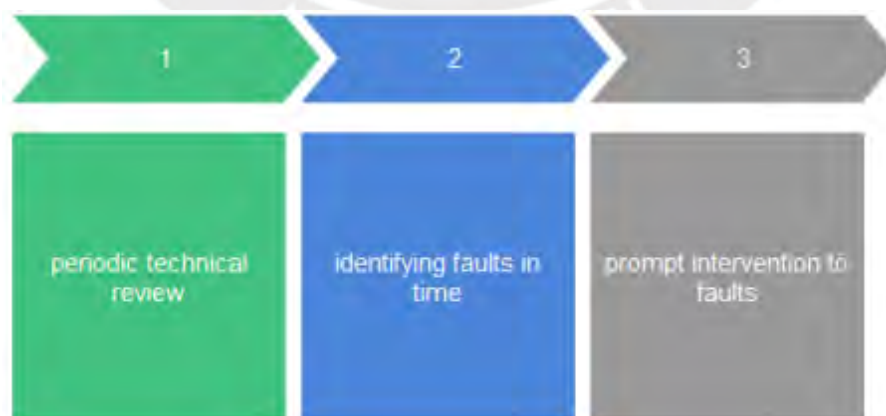 1
2
3
periodic technical
review
identifying faults in
time
prompt intervention to
faults